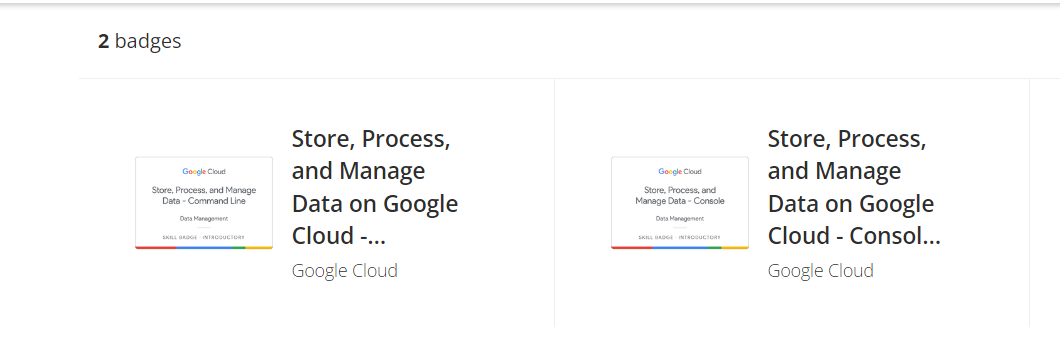 2 badges
Google Cloud
Store, Process, and Manage
Data - Command Line
Data Management
SKILL BADGE · INTRODUCTORY
Store, Process,
and Manage
Data on Google
Cloud -...
Google Cloud
Google Cloud
Store, Process, and
Manage Data - Console
Data Management
SKILL BADGE · INTRODUCTORY
Store, Process,
and Manage
Data on Google
Cloud - Consol...
Google Cloud